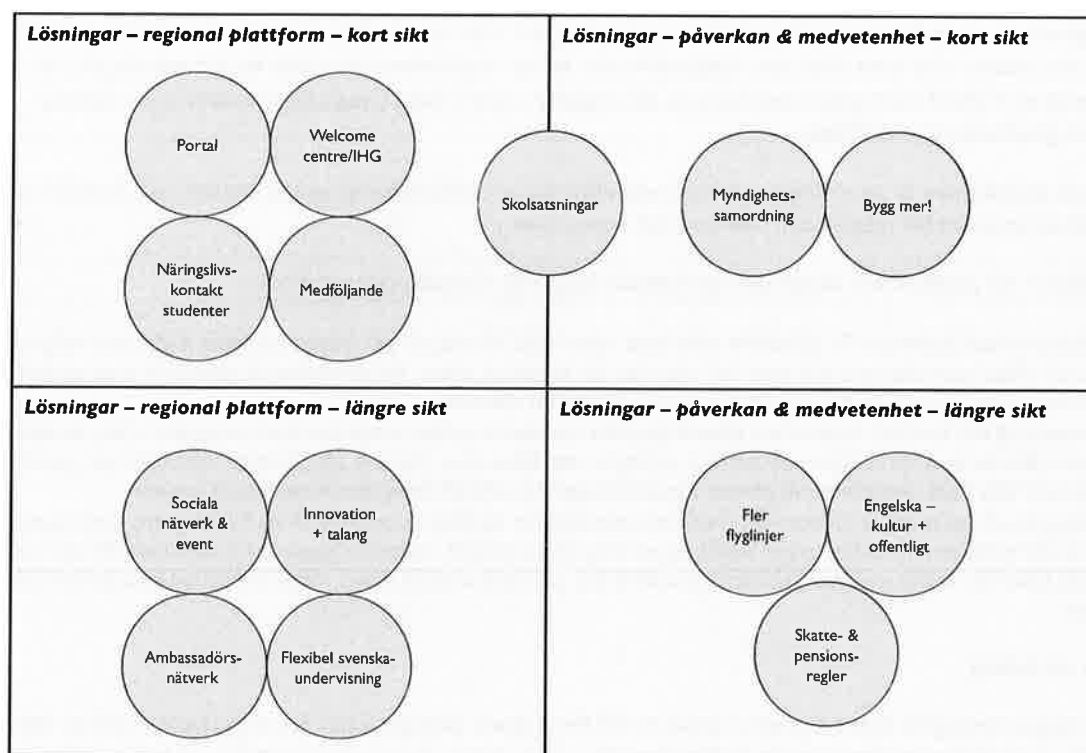 Lösningar – regional plattform – kort sikt
Portal
Welcome
centre/IHG
Näringslivs-
kontakt
studenter
Medföljande
Skolsatsningar
Lösningar – påverkan & medvetenhet – kort sikt
Myndighets-
samordning
Bygg mer!
Lösningar – regional plattform – längre sikt
Sociala
nätverk &
event
Innovation
+ talang
Ambassadörs-
nätverk
Flexibel svenska-
undervisning
Lösningar – påverkan & medvetenhet – längre sikt
Fler
flyglinjer
Engelska –
kultur +
offentligt
Skatte- &
pensions-
regler